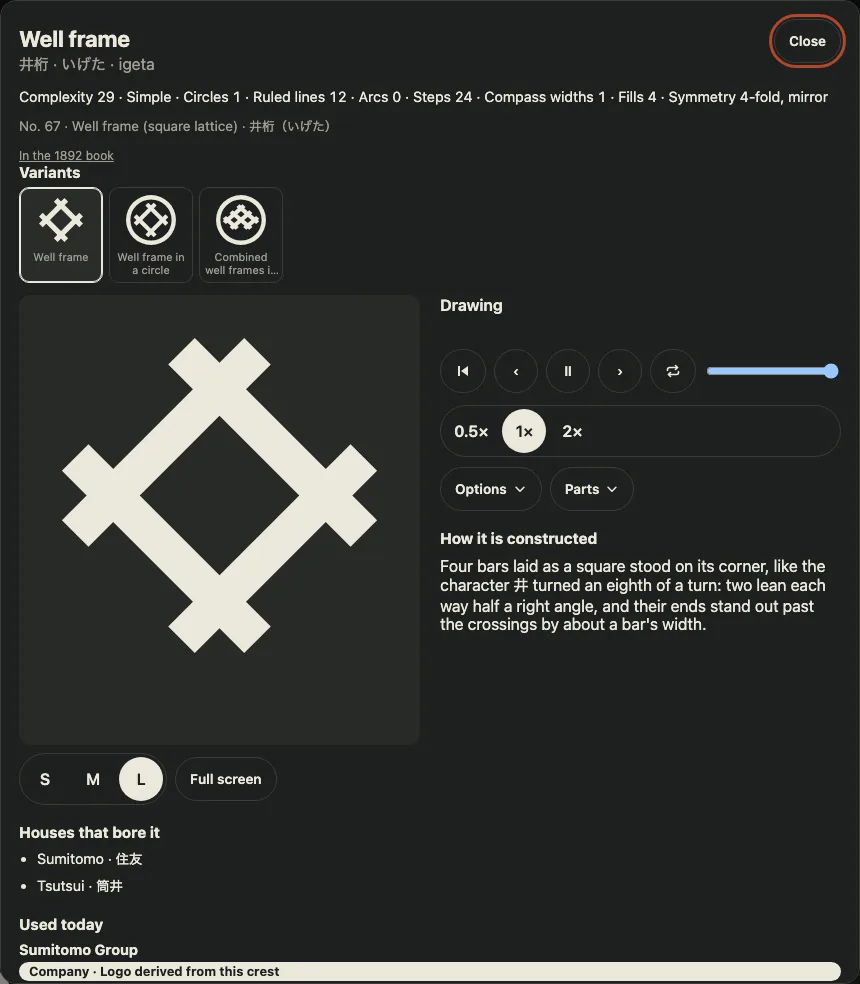 Well frame
井桁 · いげた · igeta
Close
Complexity 29 · Simple · Circles 1 · Ruled lines 12 · Arcs 0 · Steps 24 · Compass widths 1 · Fills 4 · Symmetry 4-fold, mirror
No. 67 · Well frame (square lattice) · 井桁（いげた）
In the 1892 book
Variants
Well frame
Well frame in
a circle
Combined
well frames i...
Drawing
0.5×
1×
2×
Options
Parts
How it is constructed
Four bars laid as a square stood on its corner, like the
character 井 turned an eighth of a turn: two lean each
way half a right angle, and their ends stand out past
the crossings by about a bar's width.
S
M
L
Full screen
Houses that bore it
• Sumitomo · 住友
• Tsutsui · 筒井
Used today
Sumitomo Group
Company · Logo derived from this crest